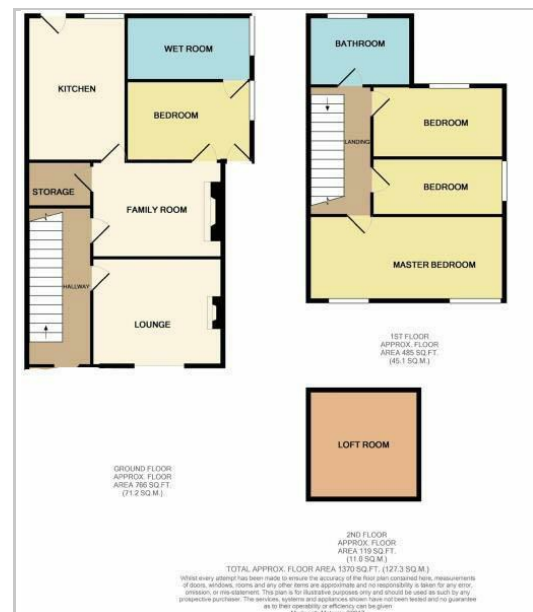 KITCHEN
WET ROOM
BEDROOM
STORAGE
FAMILY ROOM
HALLWAY
LOUNGE
GROUND FLOOR
APPROX. FLOOR
AREA 766 SQ.FT.
(71.2 SQ.M.)
BATHROOM
LANDING
BEDROOM
BEDROOM
MASTER BEDROOM
1ST FLOOR
APPROX. FLOOR
AREA 485 SQ.FT.
(45.1 SQ.M.)
LOFT ROOM
2ND FLOOR
APPROX. FLOOR
AREA 119 SQ.FT.
(11.0 SQ.M.)
TOTAL APPROX. FLOOR AREA 1370 SQ.FT. (127.3 SQ.M.)
Whilst every attempt has been made to ensure the accuracy of the floor plan contained here, measurements
of doors, windows, rooms and any other items are approximate and no responsibility is taken for any error,
omission, or mis-statement. This plan is for illustrative purposes only and should be used as such by any
prospective purchaser. The services, systems and appliances shown have not been tested and no guarantee
as to their operability or efficiency can be given